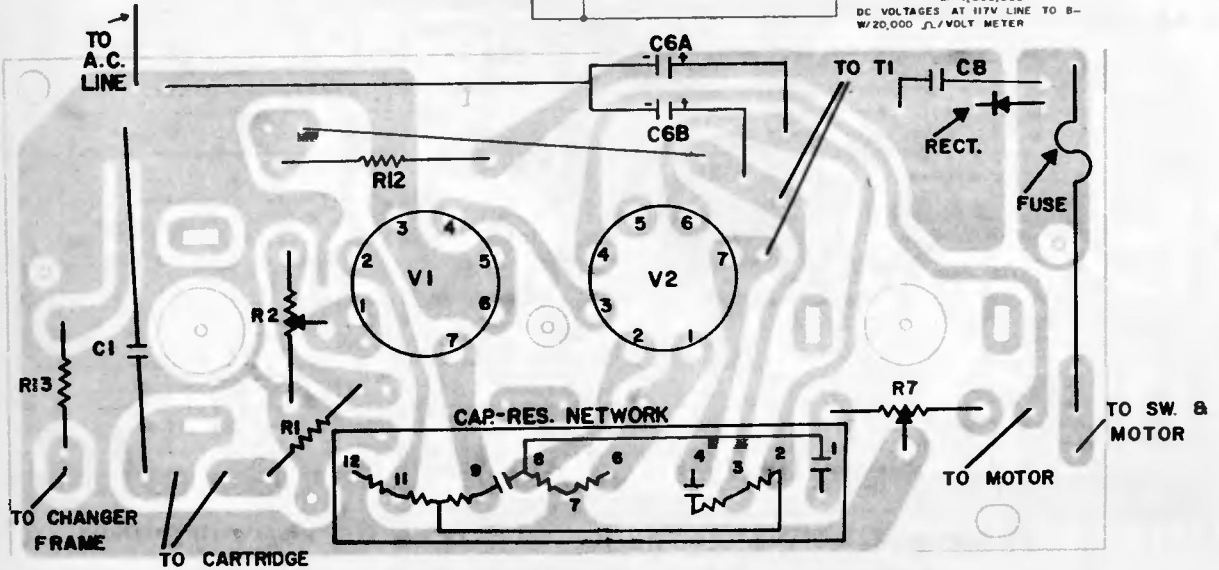 DC VOLTAGES AT 117V LINE TO B-
W/20,000 Ω/VOLT METER
TO
A.C.
LINE
C6A
- +
- +
C6B
TO T1
C8
RECT.
FUSE
R12
V1
1
2
3
4
5
6
7
V2
1
2
3
4
5
6
7
R2
C1
R13
R1
R7
TO SW. &
MOTOR
TO MOTOR
CAP.-RES. NETWORK
12 11 9 8 7 6 4 3 2 1
TO CHANGER
FRAME
TO CARTRIDGE